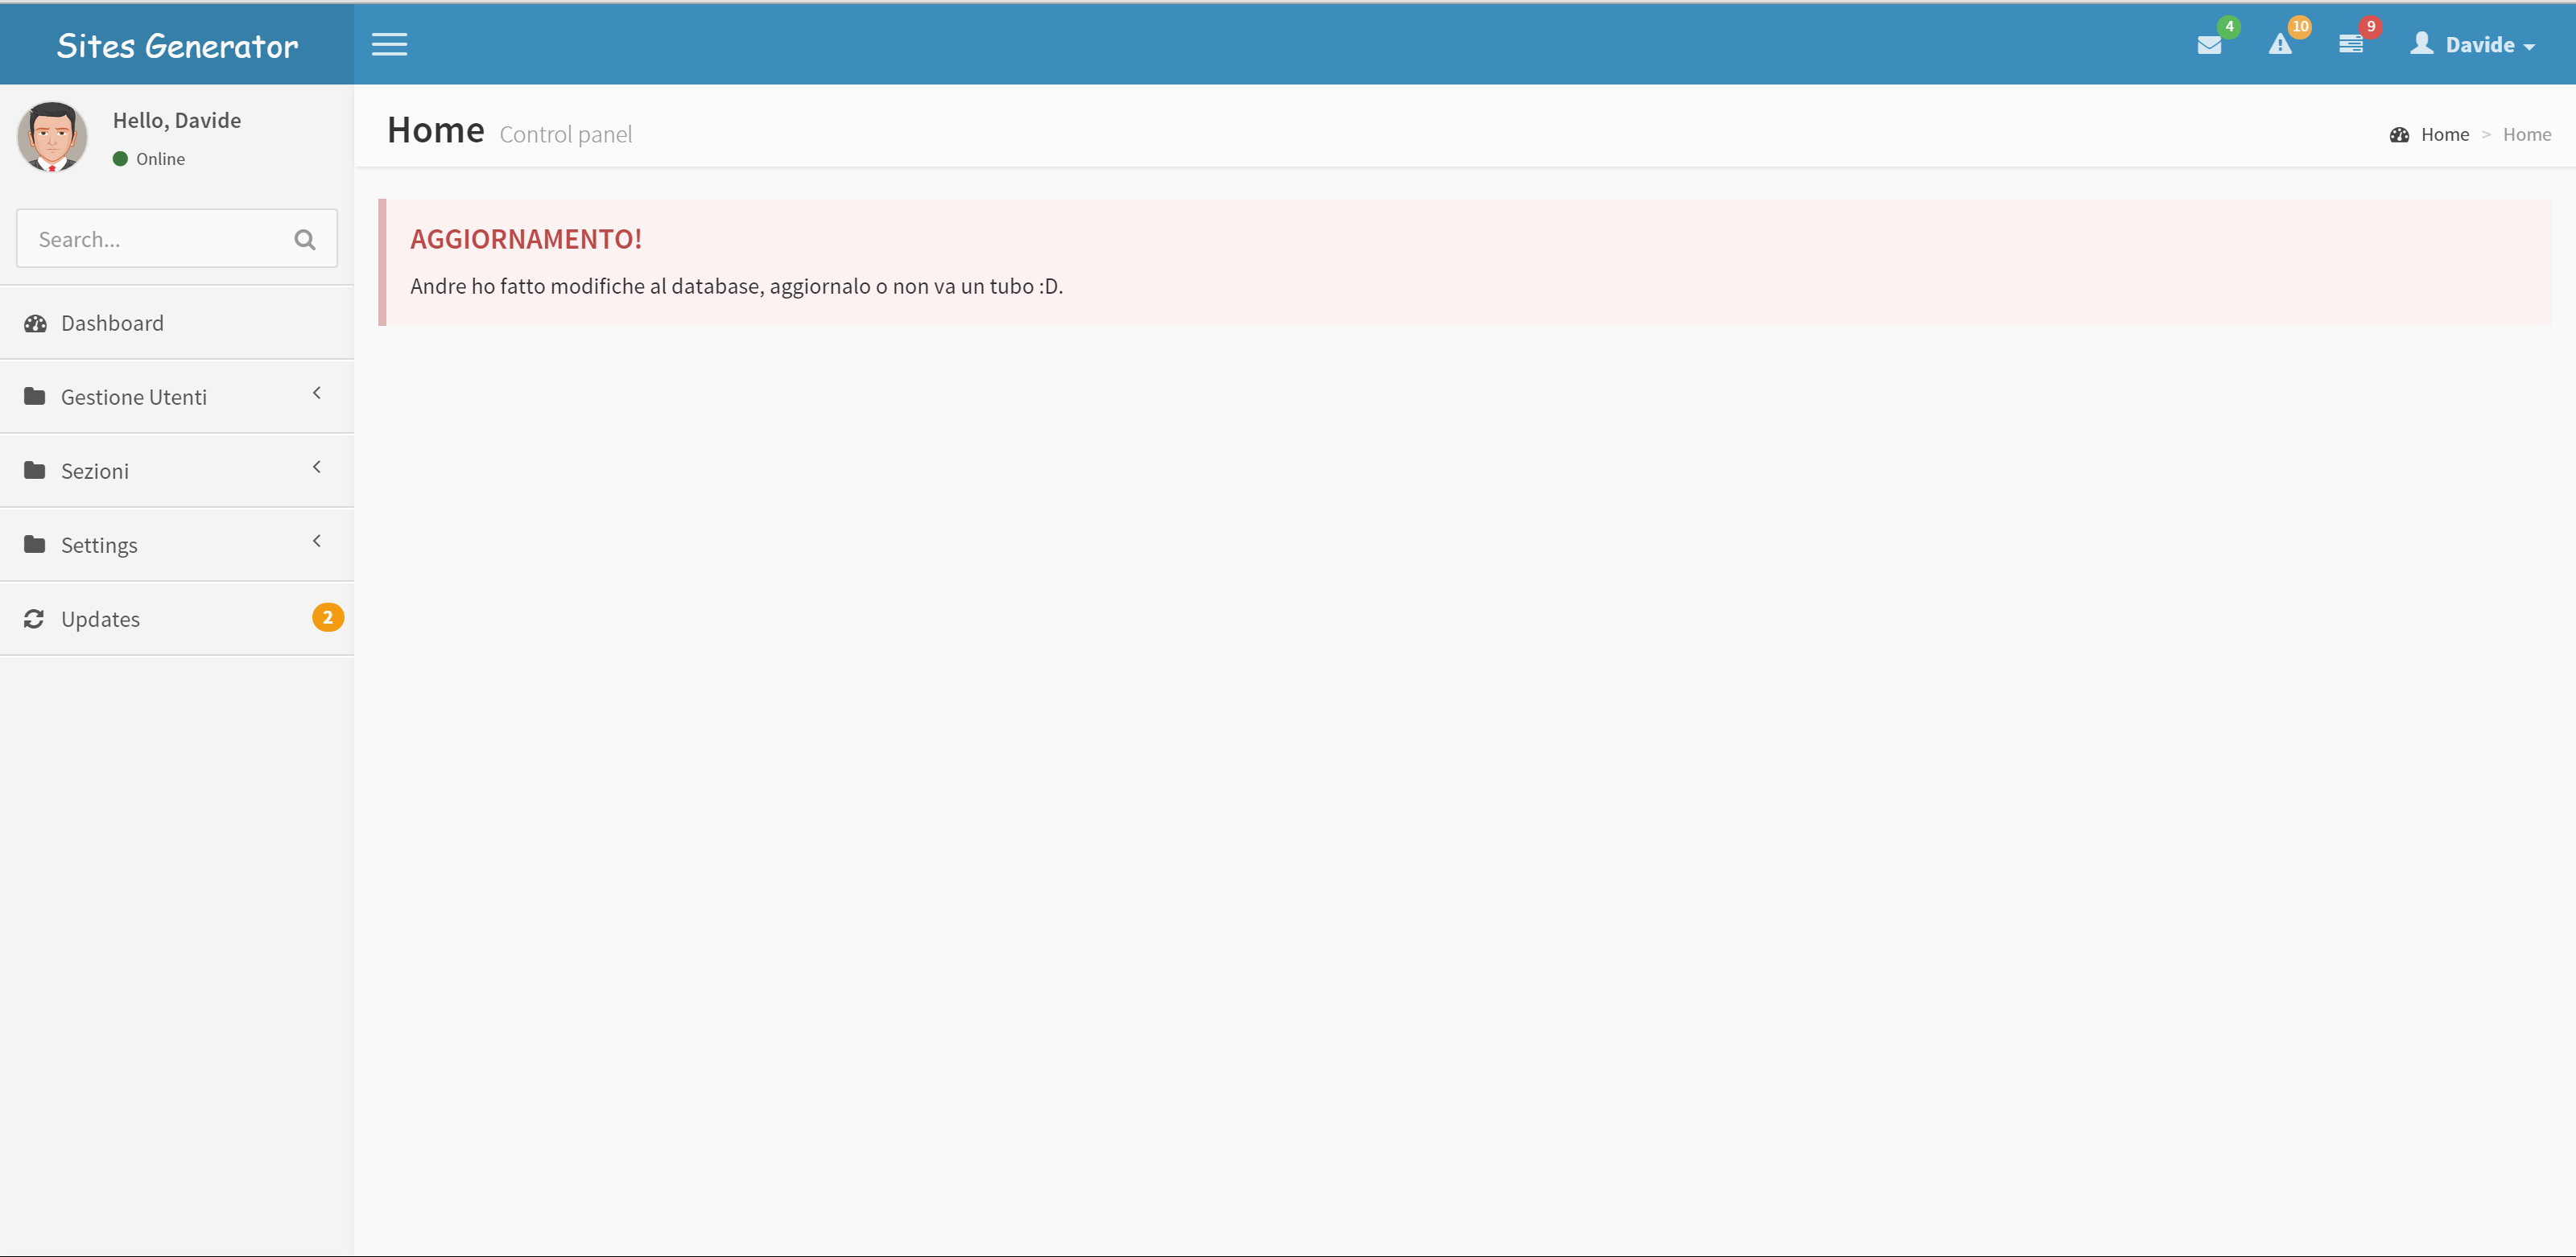 Sites Generator
4
10
9
Davide
Hello, Davide
Online
Search...
Dashboard
Gestione Utenti
Sezioni
Settings
Updates
2
Home Control panel
Home > Home
AGGIORNAMENTO!
Andre ho fatto modifiche al database, aggiornalo o non va un tubo :D.